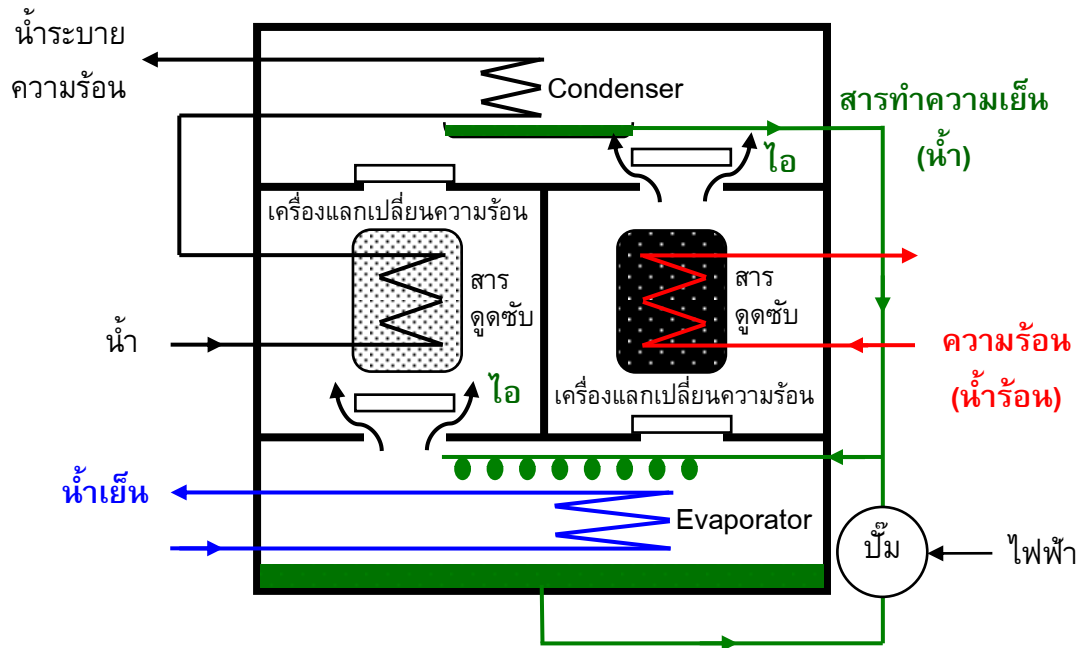 น้ำระบาย
ความร้อน
Condenser
สารทำความเย็น
(น้ำ)
ไอ
เครื่องแลกเปลี่ยนความร้อน
สาร
ดูดซับ
สาร
ดูดซับ
น้ำ
ความร้อน
(น้ำร้อน)
ไอ
เครื่องแลกเปลี่ยนความร้อน
น้ำเย็น
Evaporator
ปั๊ม
ไฟฟ้า